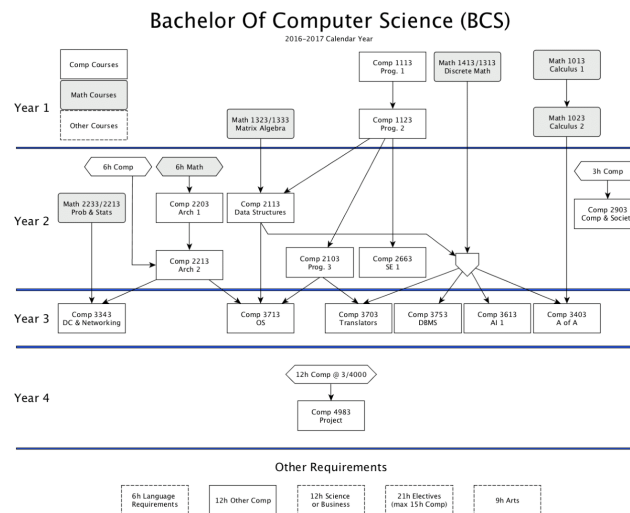 Bachelor Of Computer Science (BCS)
2016-2017 Calendar Year
Comp Courses
Math Courses
Other Courses
Year 1
Comp 1113
Prog. 1
Math 1413/1313
Discrete Math
Math 1013
Calculus 1
Math 1323/1333
Matrix Algebra
Comp 1123
Prog. 2
Math 1023
Calculus 2
6h Comp
6h Math
3h Comp
Year 2
Math 2233/2213
Prob & Stats
Comp 2203
Arch 1
Comp 2113
Data Structures
Comp 2903
Comp & Societ
Comp 2213
Arch 2
Comp 2103
Prog. 3
Comp 2663
SE 1
Year 3
Comp 3343
DC & Networking
Comp 3713
OS
Comp 3703
Translators
Comp 3753
DBMS
Comp 3613
AI 1
Comp 3403
A of A
12h Comp @ 3/4000
Year 4
Comp 4983
Project
Other Requirements
6h Language
Requirements
12h Other Comp
12h Science
or Business
21h Electives
(max 15h Comp)
9h Arts